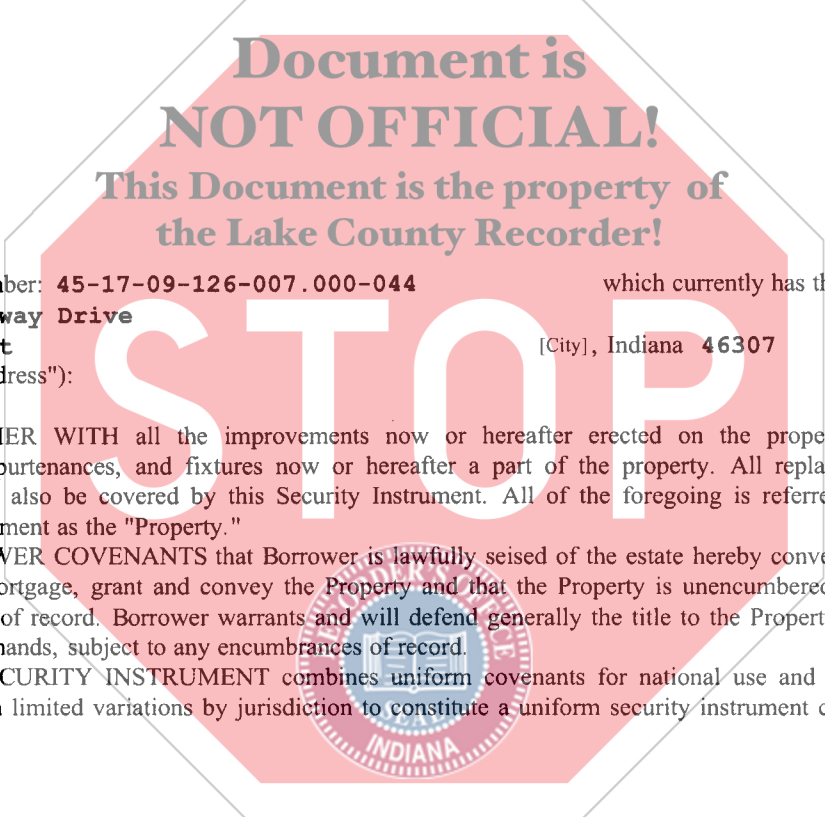 Document is
NOT OFFICIAL!
This Document is the property of
the Lake County Recorder!
STOP
ber: 45-17-09-126-007.000-044 which currently has th
way Drive
t [City], Indiana 46307
dress"):
ER WITH all the improvements now or hereafter erected on the prope
purtenances, and fixtures now or hereafter a part of the property. All repla
also be covered by this Security Instrument. All of the foregoing is referre
ment as the "Property."
WER COVENANTS that Borrower is lawfully seised of the estate hereby conve
ortgage, grant and convey the Property and that the Property is unencumbered
of record. Borrower warrants and will defend generally the title to the Propert
mands, subject to any encumbrances of record.
CURITY INSTRUMENT combines uniform covenants for national use and
limited variations by jurisdiction to constitute a uniform security instrument c
RECORDER'S OFFICE
SEAL
INDIANA